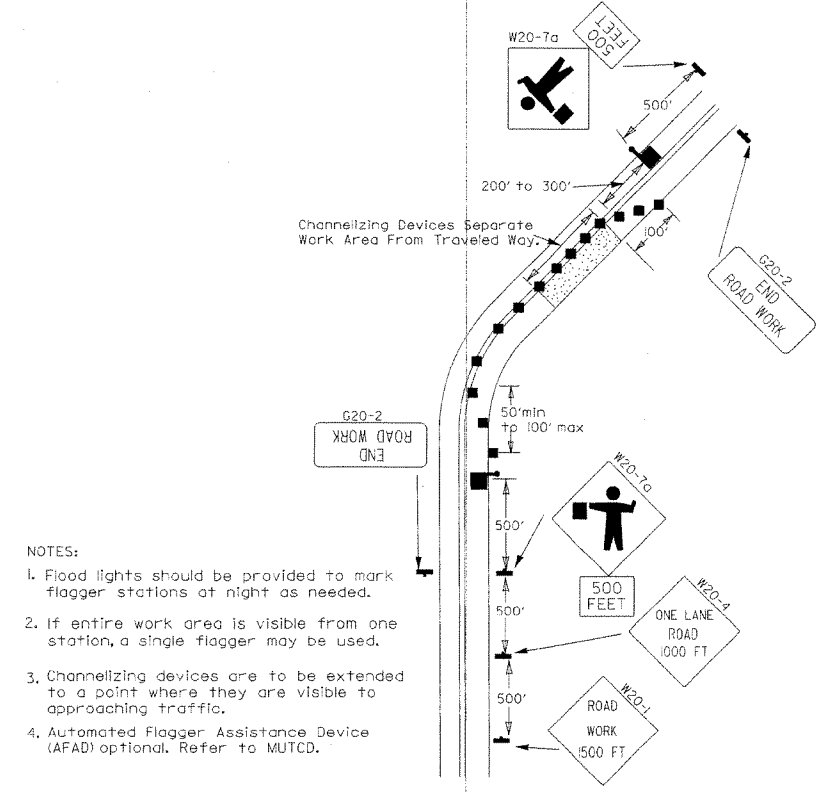 W20-7a
500
FEET
500'
200' to 300'
Channelizing Devices Separate
Work Area From Traveled Way.
100'
G20-2
END
ROAD WORK
G20-2
END
ROAD WORK
50'min
to 100' max
W20-7a
500'
500
FEET
NOTES:
1. Flood lights should be provided to mark
flagger stations at night as needed.
2. If entire work area is visible from one
station, a single flagger may be used.
3. Channelizing devices are to be extended
to a point where they are visible to
approaching traffic.
4. Automated Flagger Assistance Device
(AFAD) optional. Refer to MUTCD.
500'
W20-4
ONE LANE
ROAD
1000 FT
500'
W20-1
ROAD
WORK
1500 FT